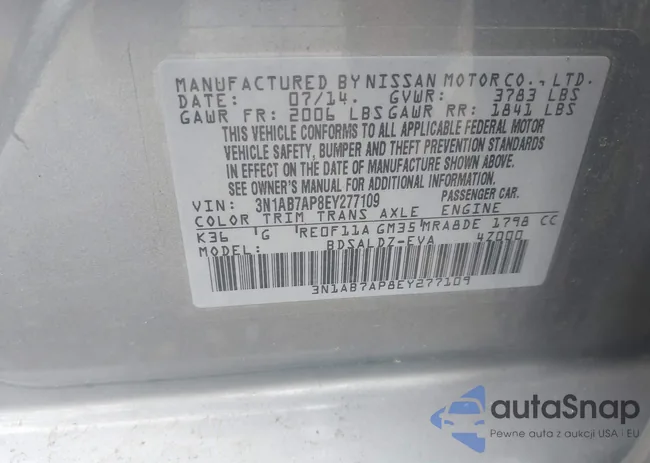 MANUFACTURED BY NISSAN MOTOR CO., LTD.
DATE: 07/14. GVWR: 3783 LBS
GAWR FR: 2006 LBS GAWR RR: 1841 LBS
THIS VEHICLE CONFORMS TO ALL APPLICABLE FEDERAL MOTOR
VEHICLE SAFETY, BUMPER AND THEFT PREVENTION STANDARDS
IN EFFECT ON THE DATE OF MANUFACTURE SHOWN ABOVE.
SEE OWNER'S MANUAL FOR ADDITIONAL INFORMATION
VIN: 3N1AB7AP8EY277109 PASSENGER CAR.
COLOR TRIM TRANS AXLE ENGINE
K36 G RE0F11A GM35 MRA8DE 1798 CC
MODEL: BDSALDZ-EVA 4Z000
3N1AB7AP8EY277109
autaSnap
Pewne auta z aukcji USA i EU